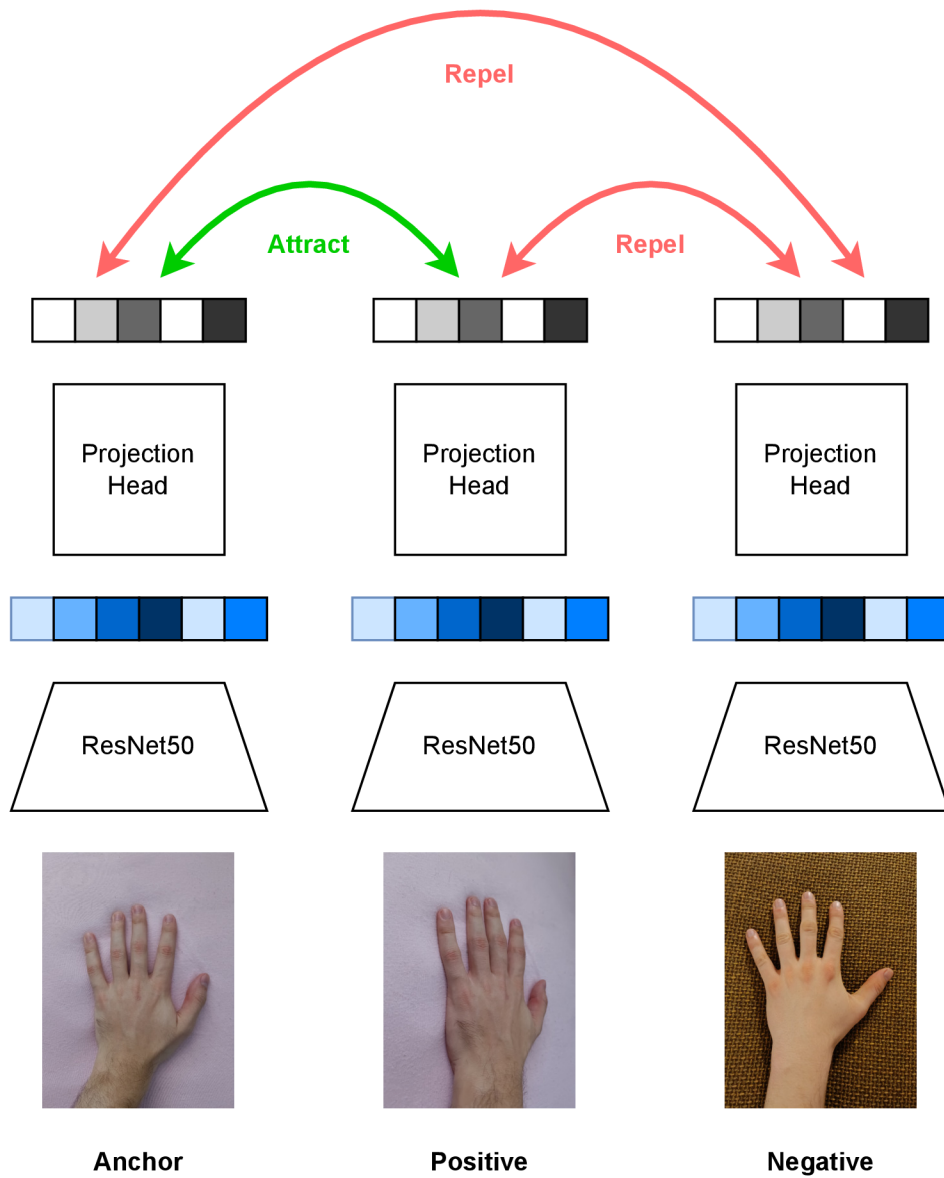 Repel
Attract
Repel
Projection
Head
Projection
Head
Projection
Head
ResNet50
ResNet50
ResNet50
Anchor
Positive
Negative